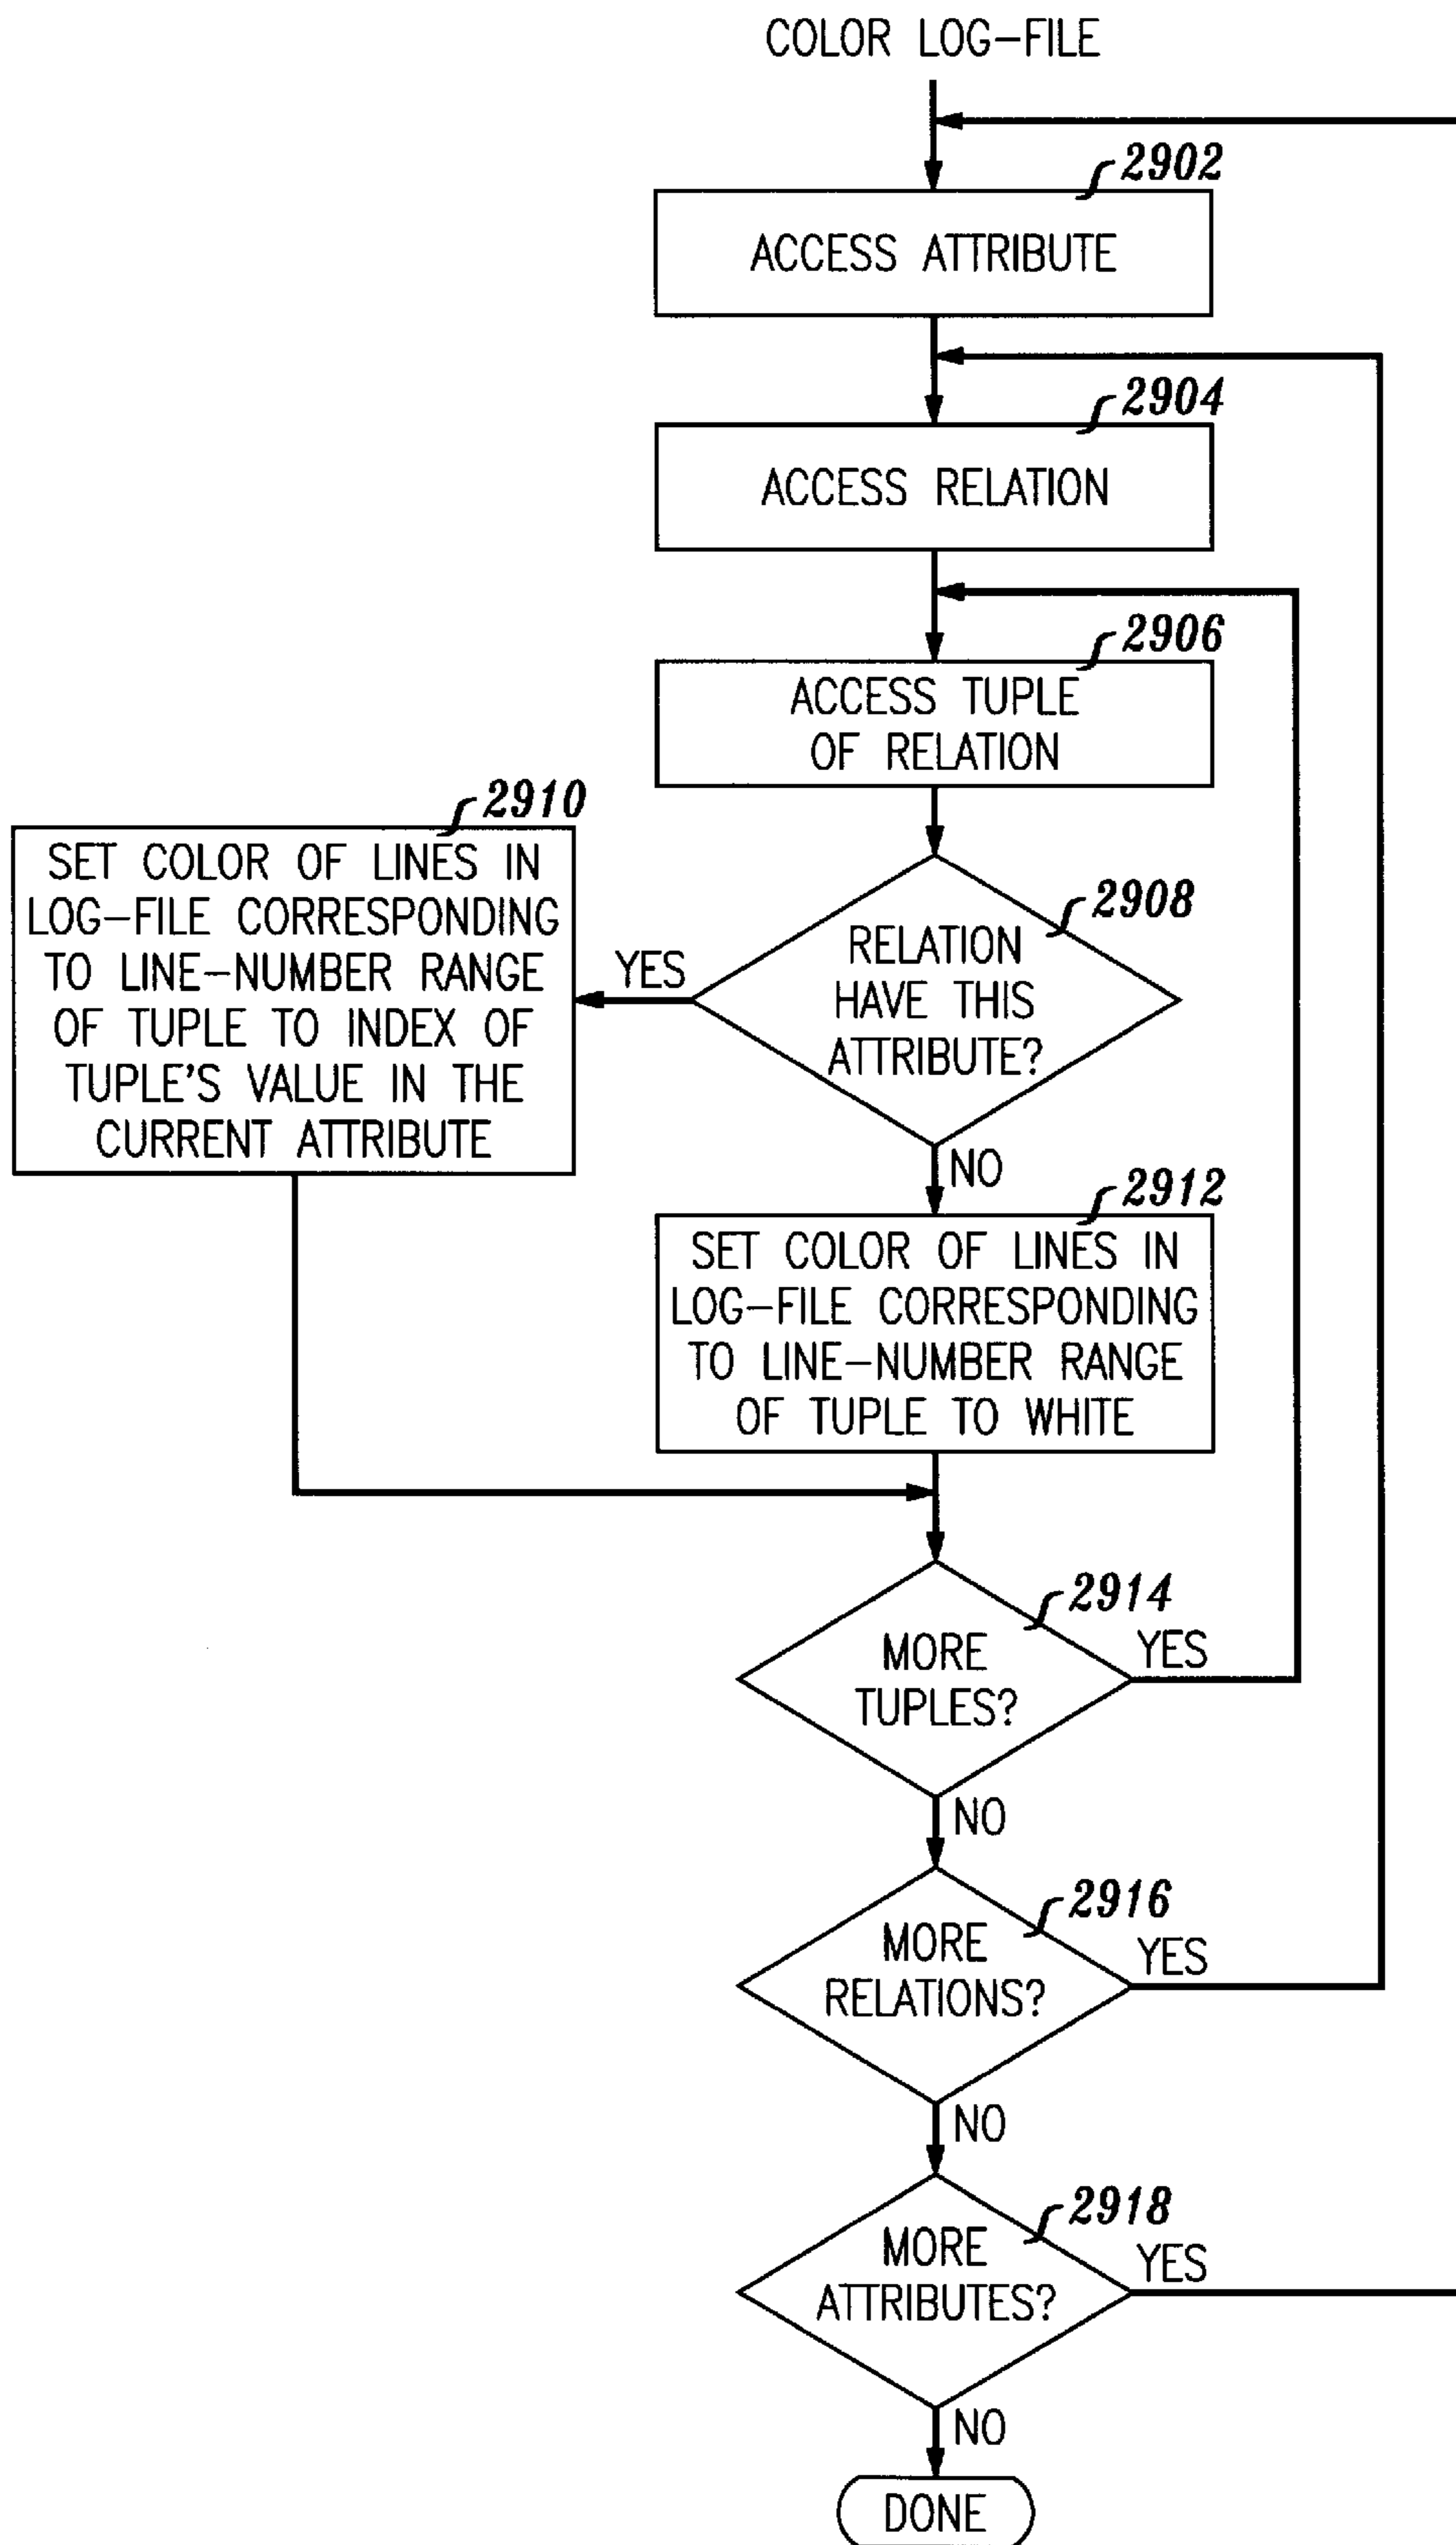 COLOR LOG-FILE
2902
ACCESS ATTRIBUTE
2904
ACCESS RELATION
2906
ACCESS TUPLE
OF RELATION
2908
RELATION
HAVE THIS
ATTRIBUTE?
YES
2910
SET COLOR OF LINES IN
LOG-FILE CORRESPONDING
TO LINE-NUMBER RANGE
OF TUPLE TO INDEX OF
TUPLE'S VALUE IN THE
CURRENT ATTRIBUTE
NO
2912
SET COLOR OF LINES IN
LOG-FILE CORRESPONDING
TO LINE-NUMBER RANGE
OF TUPLE TO WHITE
2914
MORE
TUPLES?
YES
NO
2916
MORE
RELATIONS?
YES
NO
2918
MORE
ATTRIBUTES?
YES
NO
DONE